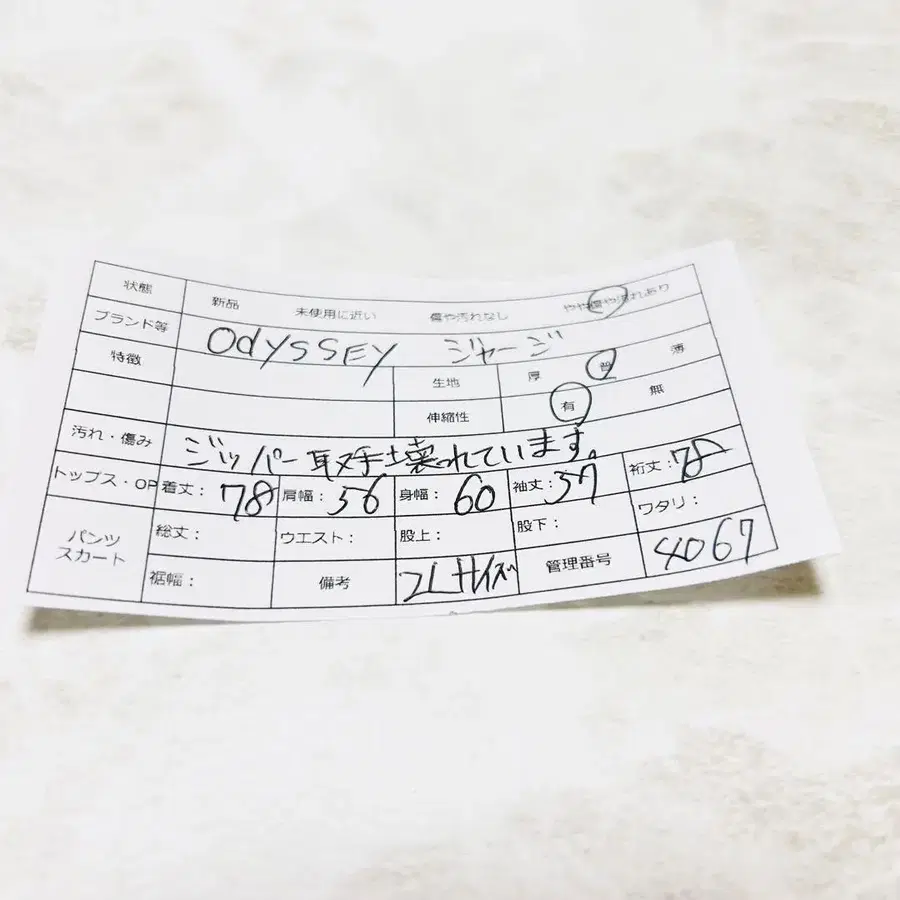 状態 新品 未使用に近い 傷や汚れなし やや傷や汚れあり
ブランド等 ODYSSEY ジャージ
特徴 生地 厚 普 薄
伸縮性 有 無
汚れ・傷み ジッパー取手壊れています。
トップス・OP 着丈：78 肩幅：56 身幅：60 袖丈：57 裄丈：78
パンツ スカート 総丈： ウエスト： 股上： 股下： ワタリ：
裾幅： 備考 2Lサイズ 管理番号 4067